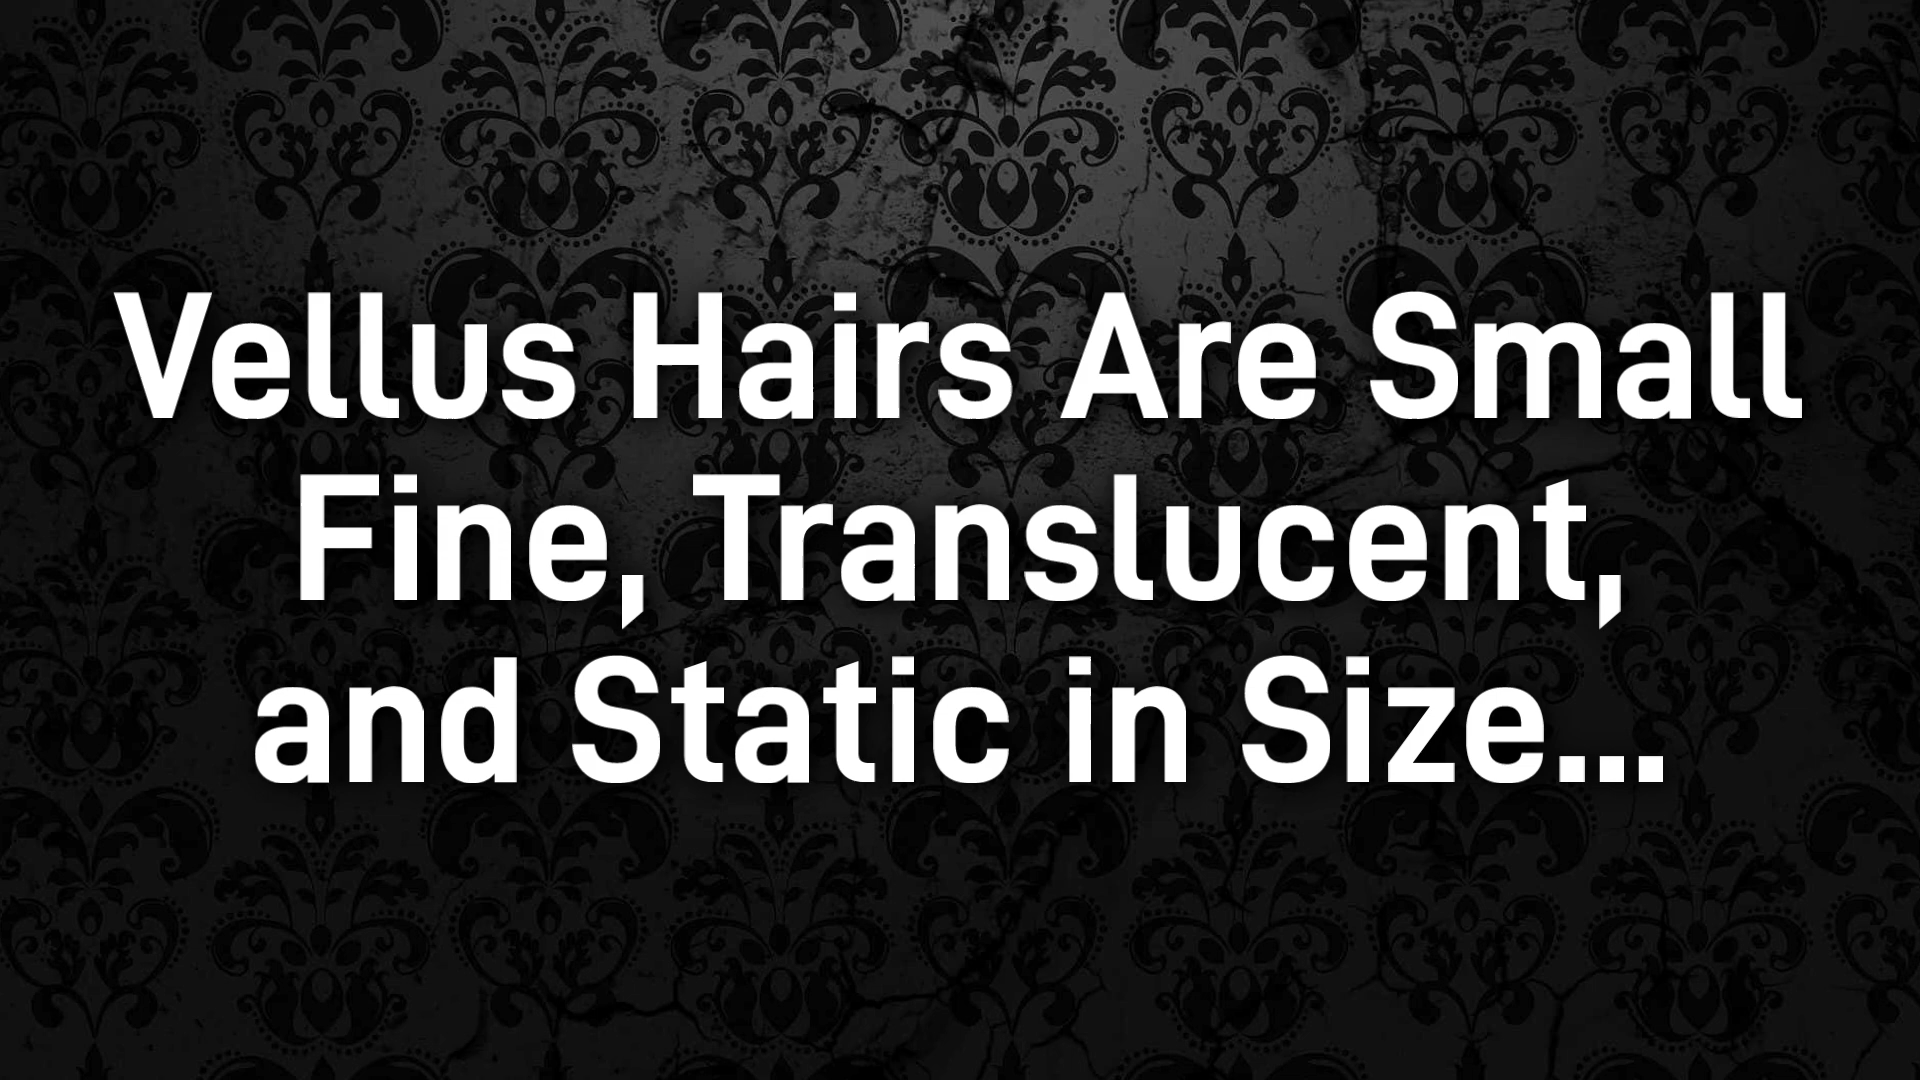 Vellus Hairs Are Small
Fine, Translucent,
and Static in Size...